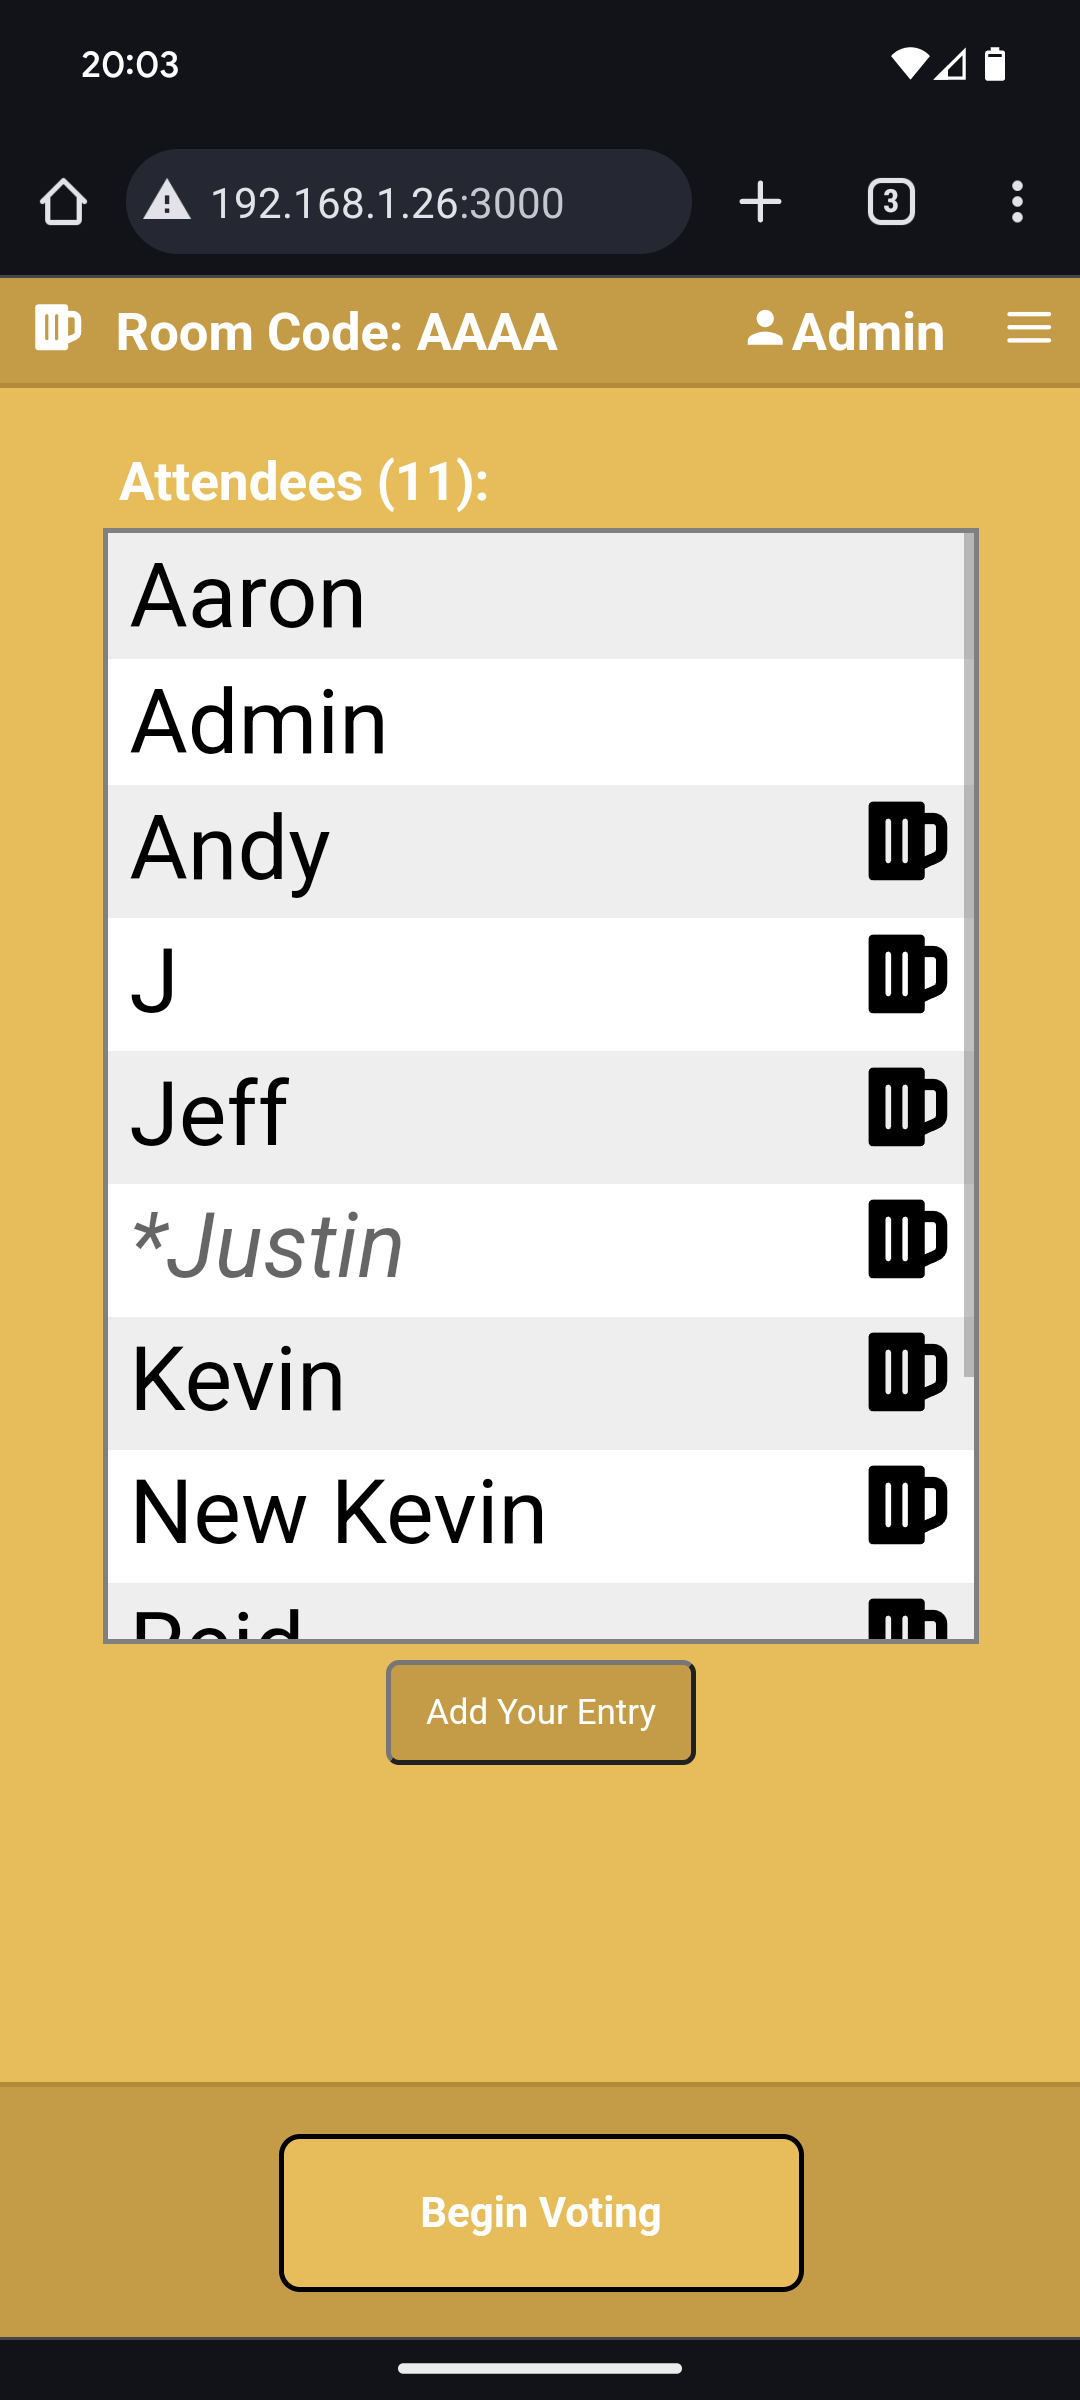 20:03
192.168.1.26:3000
3
Room Code: AAAA
Admin
Attendees (11):
Aaron
Admin
Andy
J
Jeff
*Justin
Kevin
New Kevin
Reid
Add Your Entry
Begin Voting